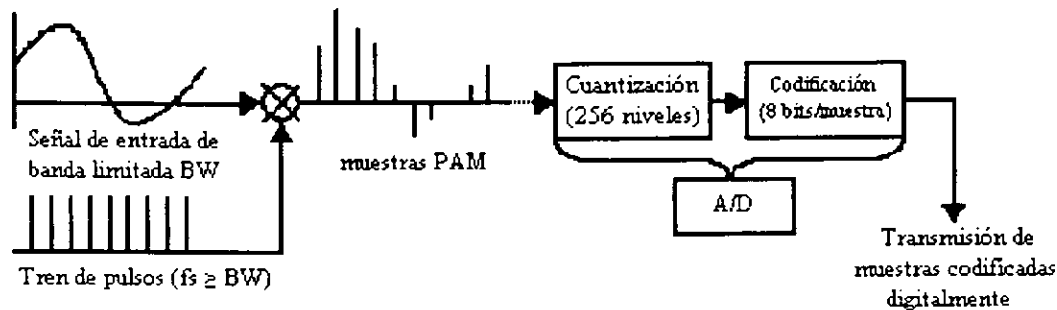 Señal de entrada de
banda limitada BW
Tren de pulsos (fs ≥ BW)
muestras PAM
Cuantización
(256 niveles)
Codificación
(8 bits/muestra)
A/D
Transmisión de
muestras codificadas
digitalmente